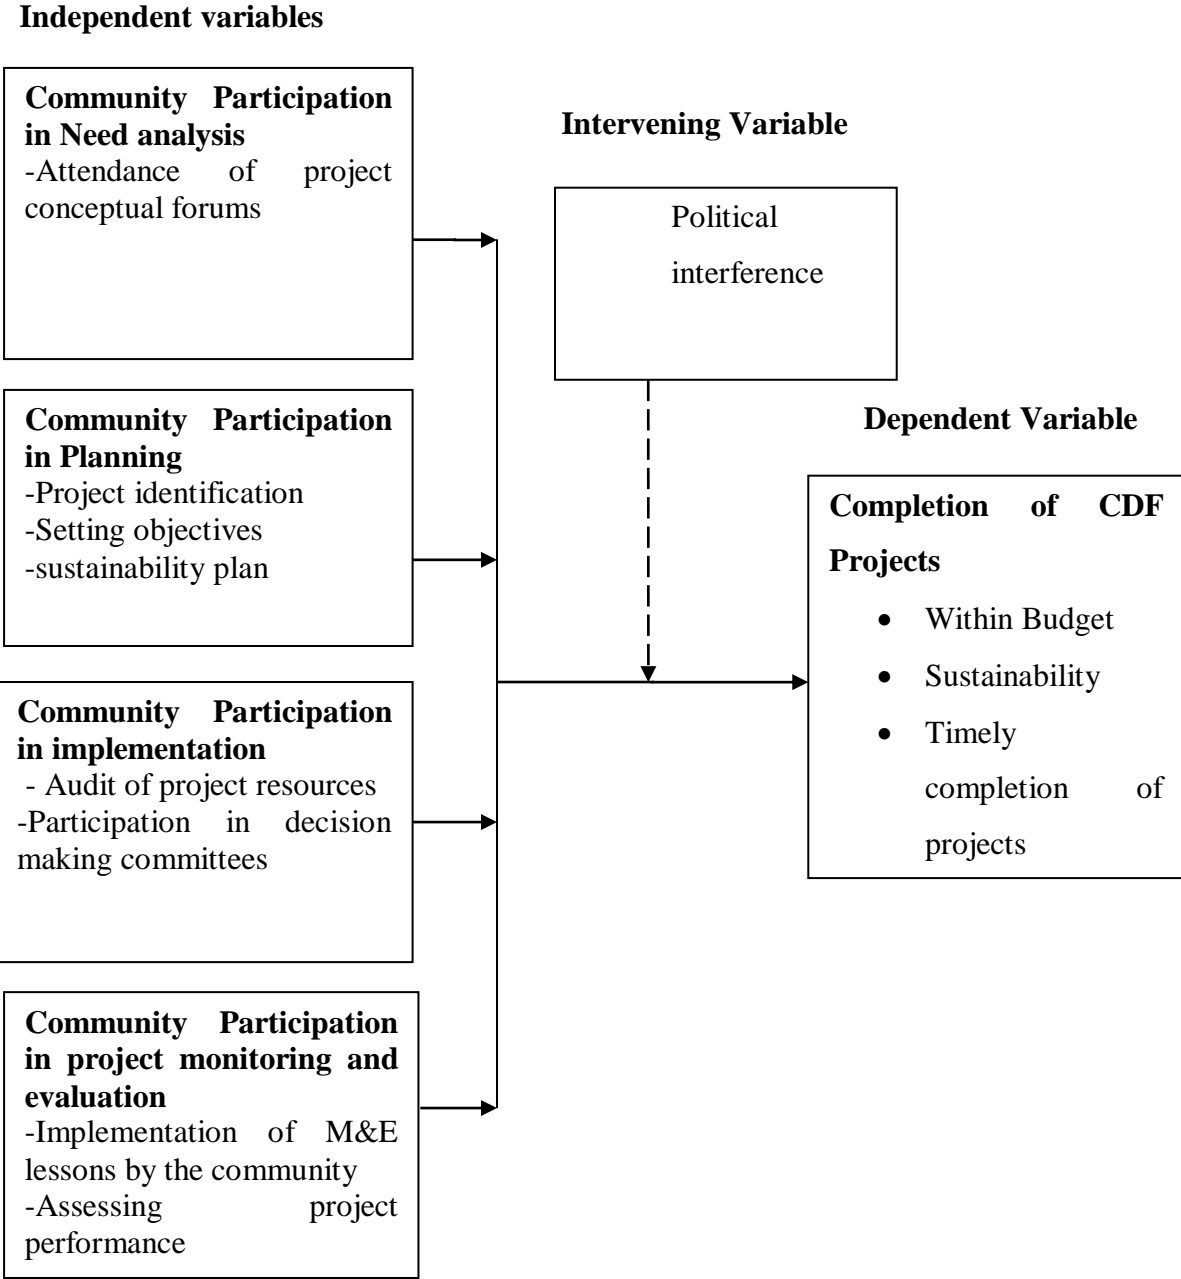 Independent variables
Community Participation
in Need analysis
-Attendance of project
conceptual forums
Intervening Variable
Political
interference
Community Participation
in Planning
-Project identification
-Setting objectives
-sustainability plan
Dependent Variable
Completion of CDF
Projects
• Within Budget
• Sustainability
• Timely
completion of
projects
Community Participation
in implementation
- Audit of project resources
-Participation in decision
making committees
Community Participation
in project monitoring and
evaluation
-Implementation of M&E
lessons by the community
-Assessing project
performance